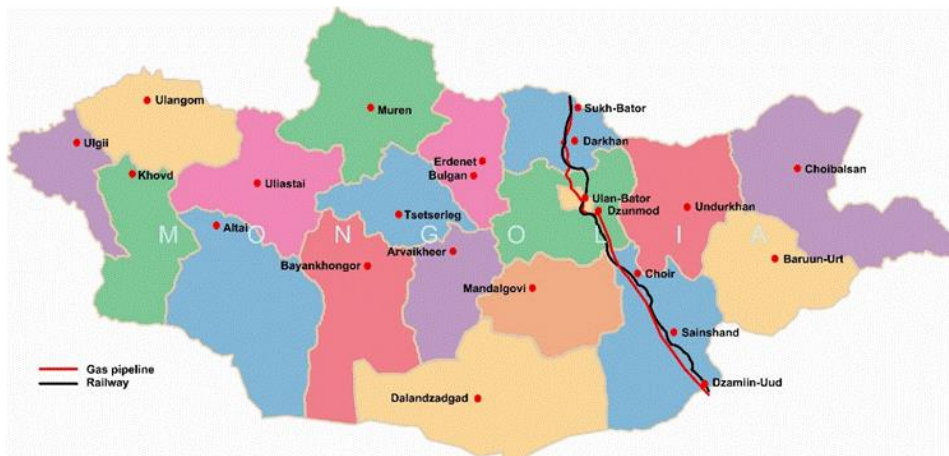 Ulangom
Muren
Sukh-Bator
Ulgii
Darkhan
Khovd
Uliastai
Erdenet
Bulgan
Choibalsan
Tsetserleg
Ulan-Bator
Dzunmod
Undurkhan
Altai
MONGOLIA
Arvaikheer
Bayankhongor
Baruun-Urt
Choir
Mandalgovi
Sainshand
Gas pipeline
Railway
Dzamiin-Uud
Dalandzadgad